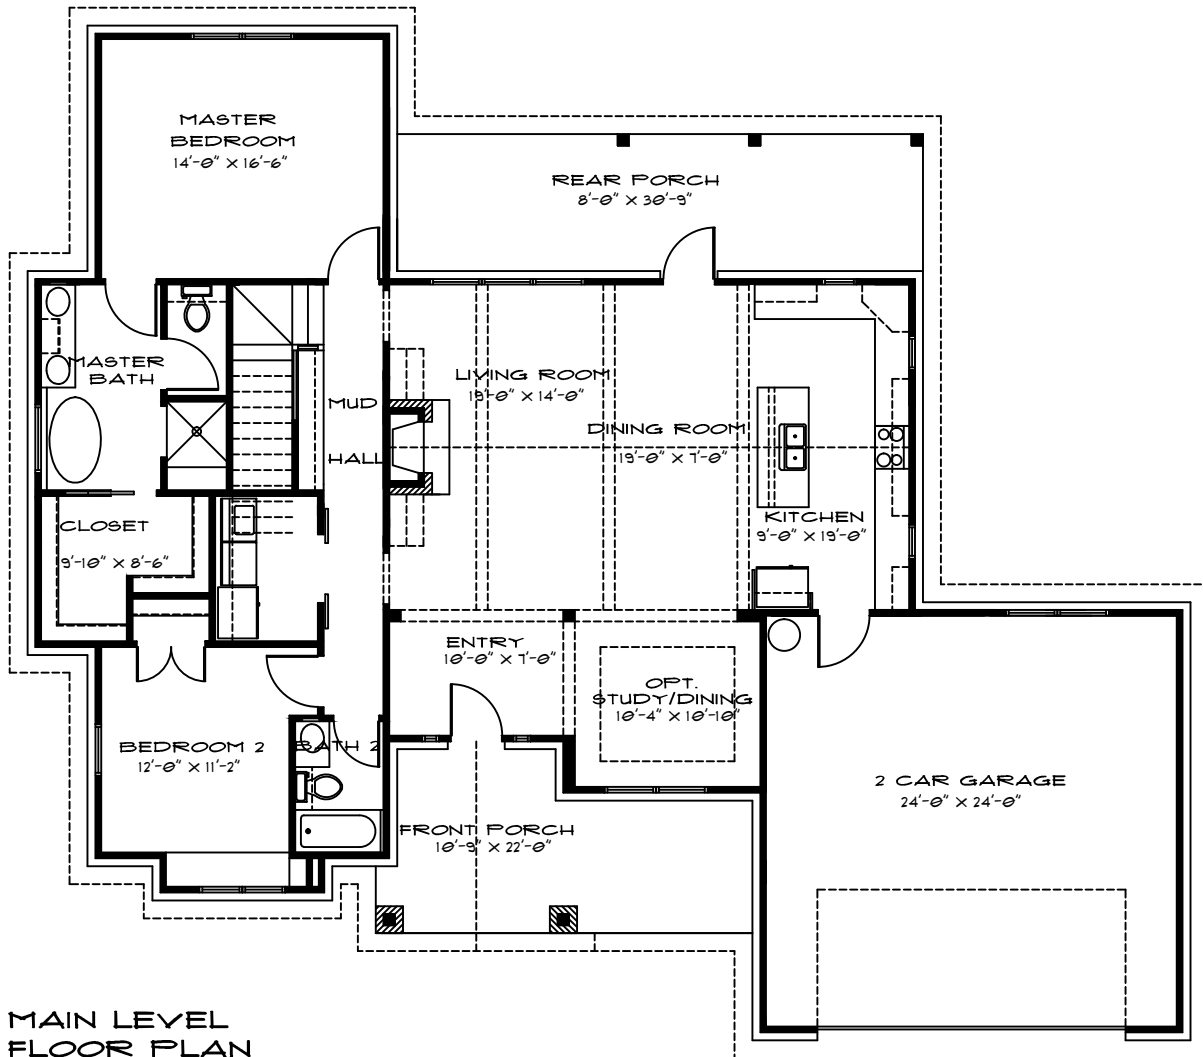 MASTER
BEDROOM
14'-0" X 16'-6"
REAR PORCH
8'-0" X 30'-9"
MASTER
BATH
MUD
HALL
LIVING ROOM
19'-0" X 14'-0"
DINING ROOM
19'-0" X 7'-0"
KITCHEN
9'-0" X 19'-0"
CLOSET
9'-10" X 8'-6"
ENTRY
10'-0" X 7'-0"
OPT.
STUDY/DINING
10'-4" X 10'-10"
BEDROOM 2
12'-0" X 11'-2"
BATH 2
2 CAR GARAGE
24'-0" X 24'-0"
FRONT PORCH
10'-9" X 22'-0"
MAIN LEVEL
FLOOR PLAN